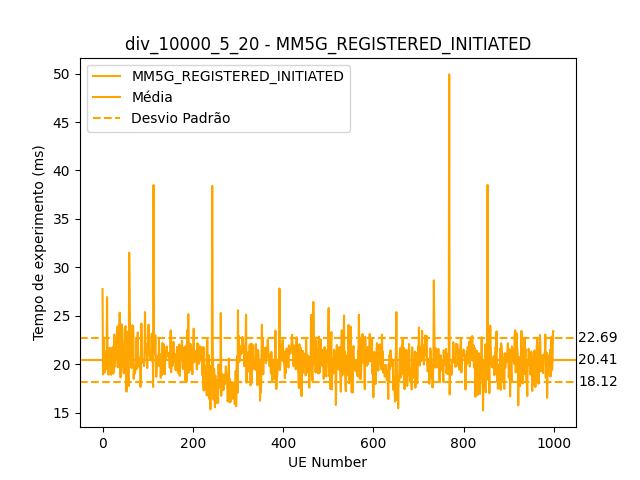 div_10000_5_20 - MM5G_REGISTERED_INITIATED
MM5G_REGISTERED_INITIATED
Média
Desvio Padrão
Tempo de experimento (ms)
50
45
40
35
30
25
20
15
22.69
20.41
18.12
0 200 400 600 800 1000
UE Number